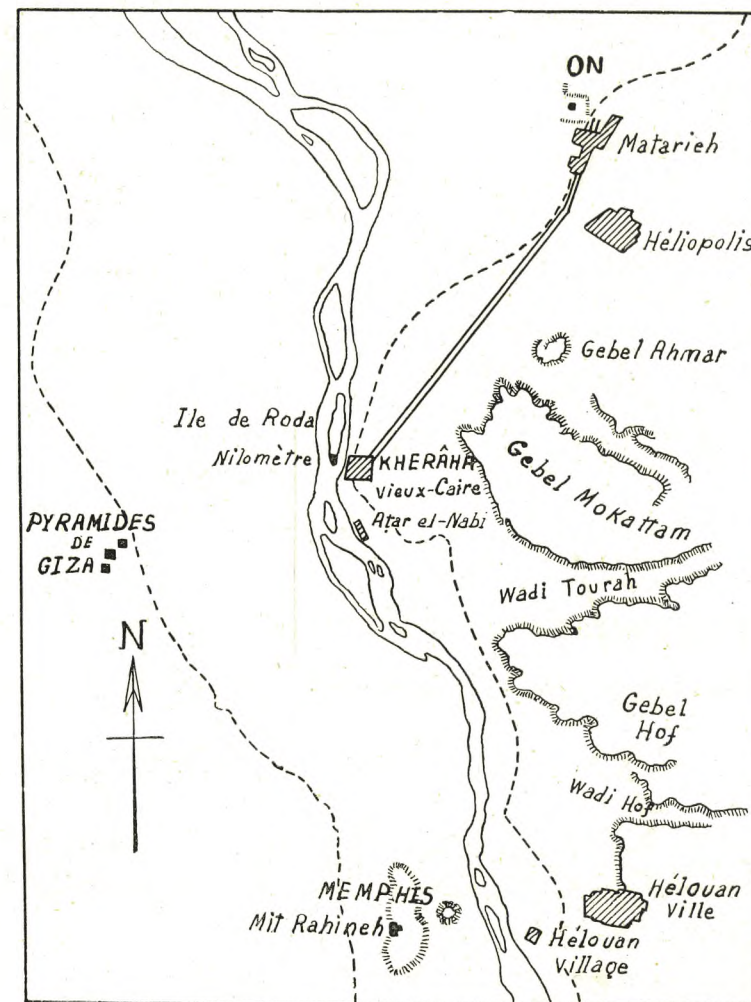 ON
Matarieh
Héliopolis
Gebel Ahmar
Ile de Roda
Nilomètre
KHERÂHA
vieux-Caire
Gebel Mokattam
Atar el-Nabi
PYRAMIDES
DE
GIZA
Wadi Tourah
N
Gebel
Hof
Wadi Hof
MEMPHIS
Mit Rahineh
Hélouan
ville
Hélouan
village